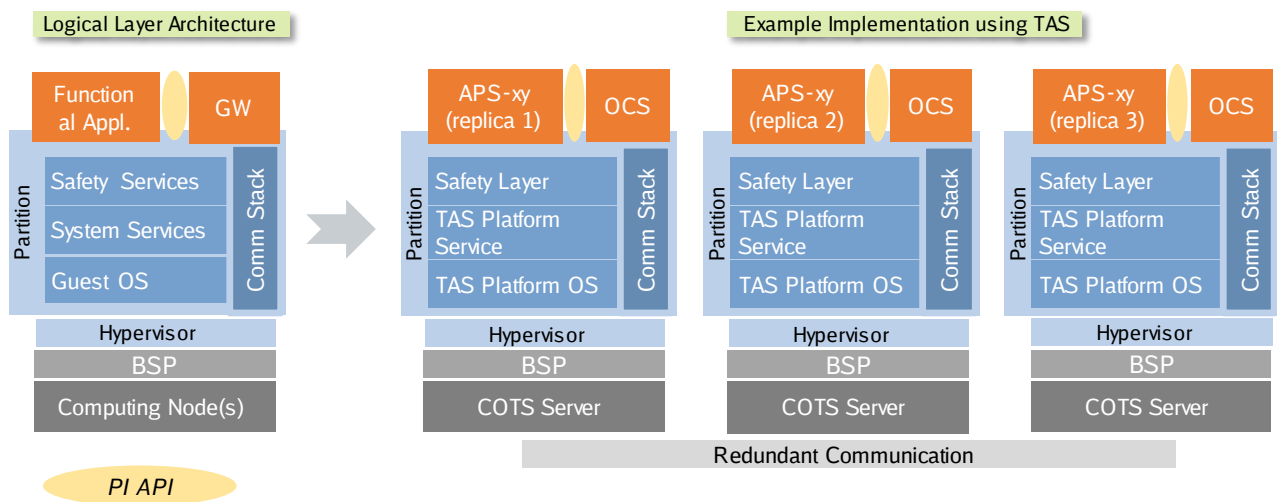 Logical Layer Architecture
Example Implementation using TAS
Function
al Appl.
GW
Partition
Safety Services
System Services
Guest OS
Comm Stack
Hypervisor
BSP
Computing Node(s)
PI API
APS-xy
(replica 1)
OCS
Partition
Safety Layer
TAS Platform
Service
TAS Platform OS
Comm Stack
Hypervisor
BSP
COTS Server
APS-xy
(replica 2)
OCS
Partition
Safety Layer
TAS Platform
Service
TAS Platform OS
Comm Stack
Hypervisor
BSP
COTS Server
APS-xy
(replica 3)
OCS
Partition
Safety Layer
TAS Platform
Service
TAS Platform OS
Comm Stack
Hypervisor
BSP
COTS Server
Redundant Communication